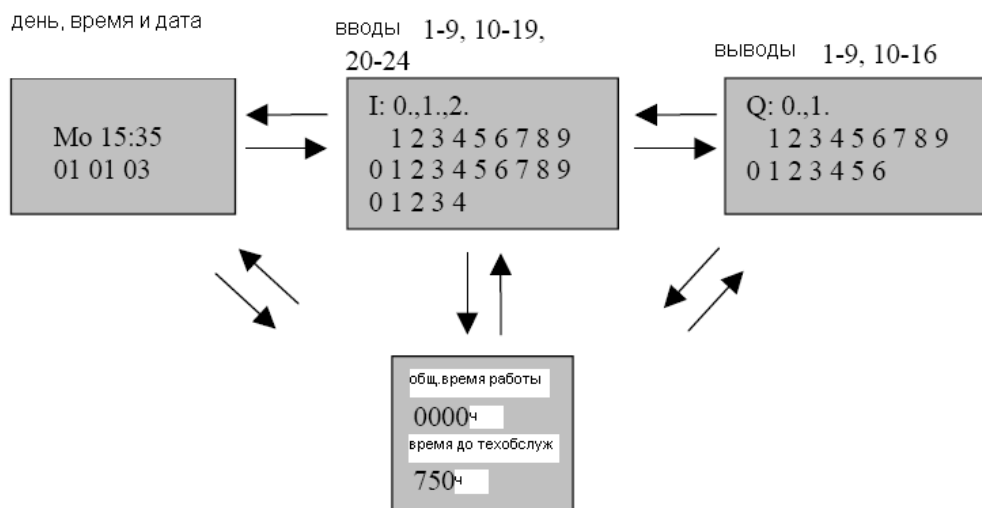 день, время и дата
вводы 1-9, 10-19,
20-24
выводы 1-9, 10-16
Mo 15:35
01 01 03
I: 0.,1.,2.
1 2 3 4 5 6 7 8 9
0 1 2 3 4 5 6 7 8 9
0 1 2 3 4
Q: 0.,1.
1 2 3 4 5 6 7 8 9
0 1 2 3 4 5 6
общ.время работы
0000ч
время до техобслуж
750ч